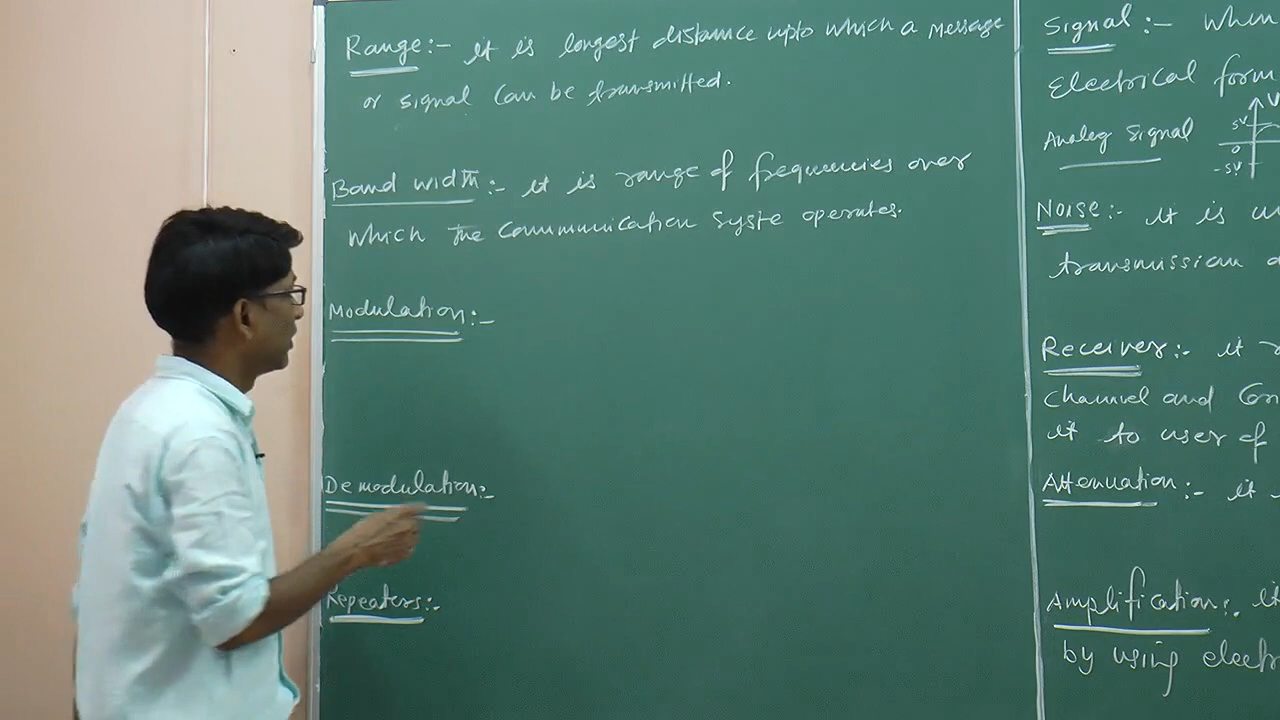 Range:- it is longest distance upto which a message
or signal can be transmitted.
Band width:- it is range of frequencies over
which the communication syste operates.
Modulation:-
Demodulation:-
Repeaters:-
Signal:- When
Electrical form
Analog signal
V
5V
0
-5V
Noise:- it is
transmission
Receiver:- it
channel and
it to user of
Attenuation:- it
Amplification:- it
by using